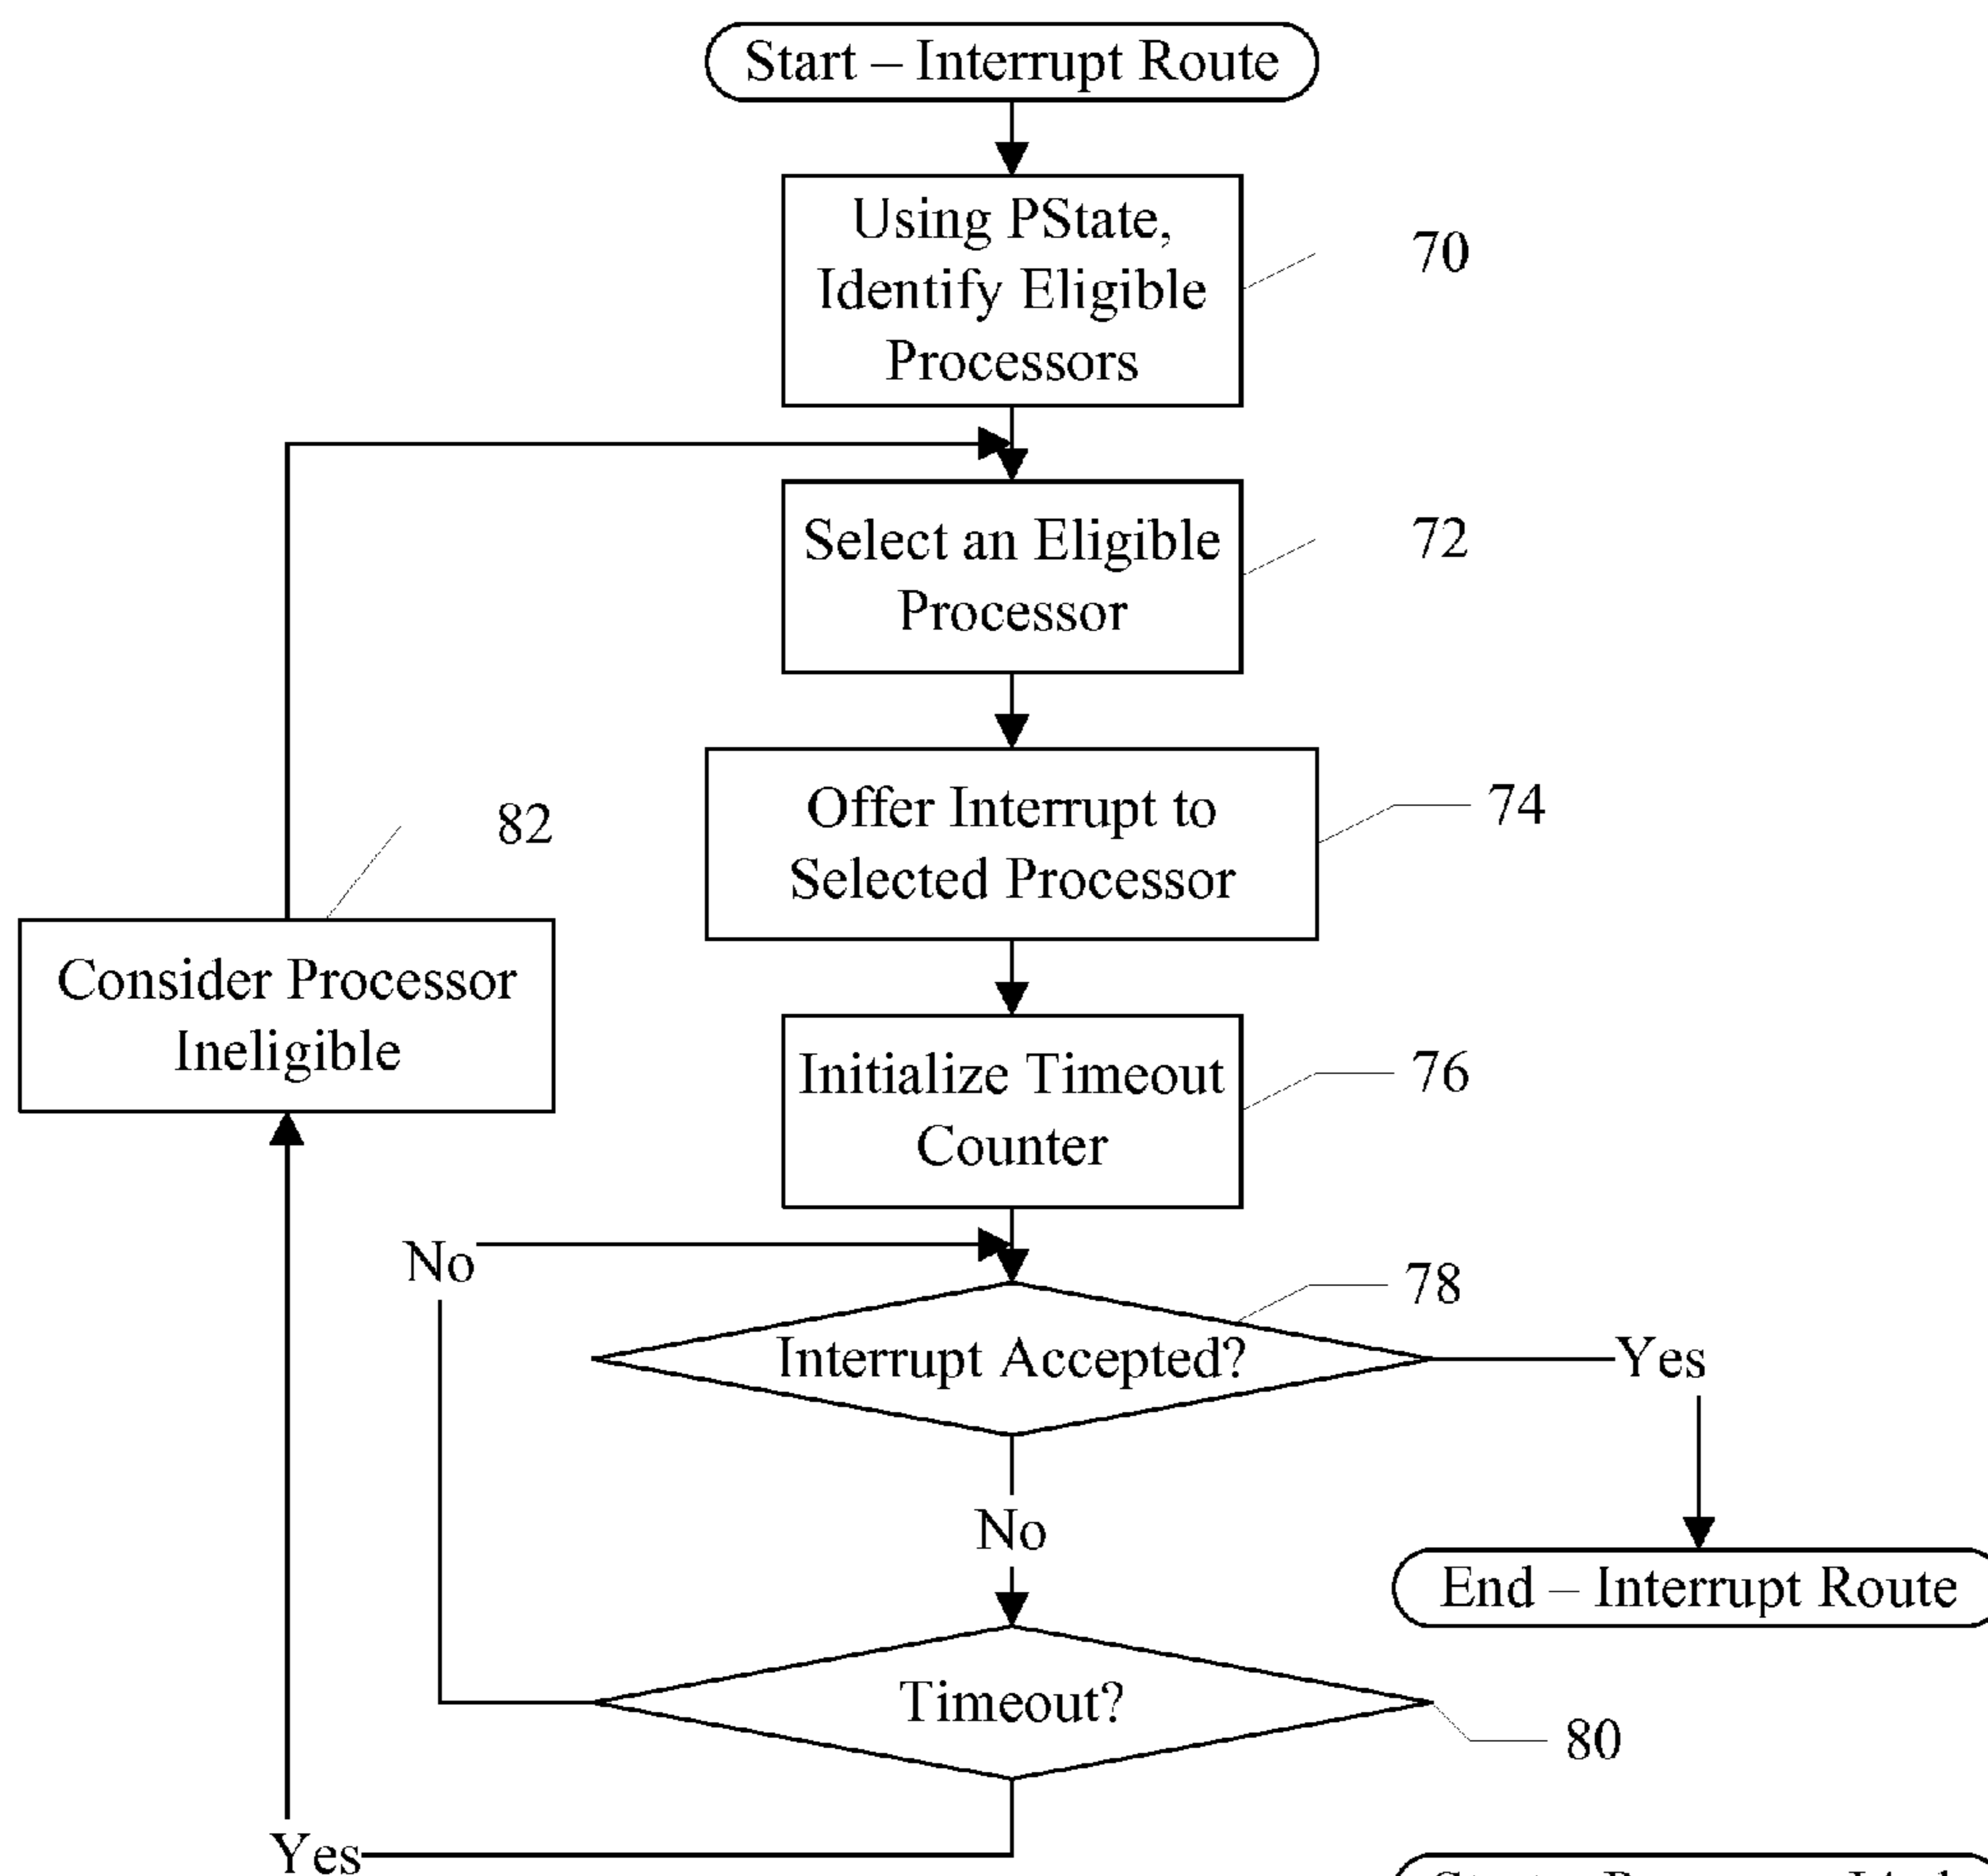 Start – Interrupt Route
Using PState,
Identify Eligible
Processors
70
Select an Eligible
Processor
72
Offer Interrupt to
Selected Processor
74
82
Consider Processor
Ineligible
Initialize Timeout
Counter
76
No
78
Interrupt Accepted?
Yes
No
End – Interrupt Route
Timeout?
80
Yes